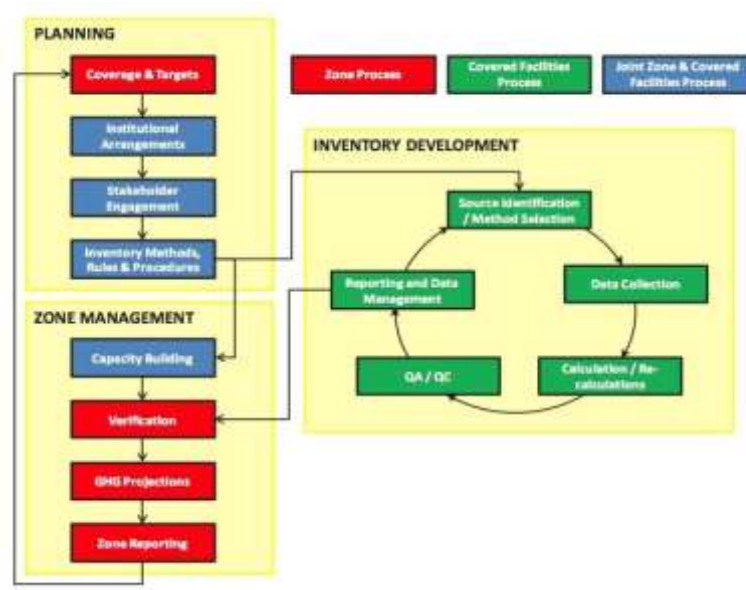 PLANNING
Coverage & Targets
Institutional
Arrangements
Stakeholder
Engagement
Inventory Methods,
Rules & Procedures
Zone Process
Covered Facilities
Process
Joint Zone & Covered
Facilities Process
INVENTORY DEVELOPMENT
Source Identification
/ Method Selection
Data Collection
Calculation / Re-
calculations
QA / QC
Reporting and Data
Management
ZONE MANAGEMENT
Capacity Building
Verification
GHG Projections
Zone Reporting